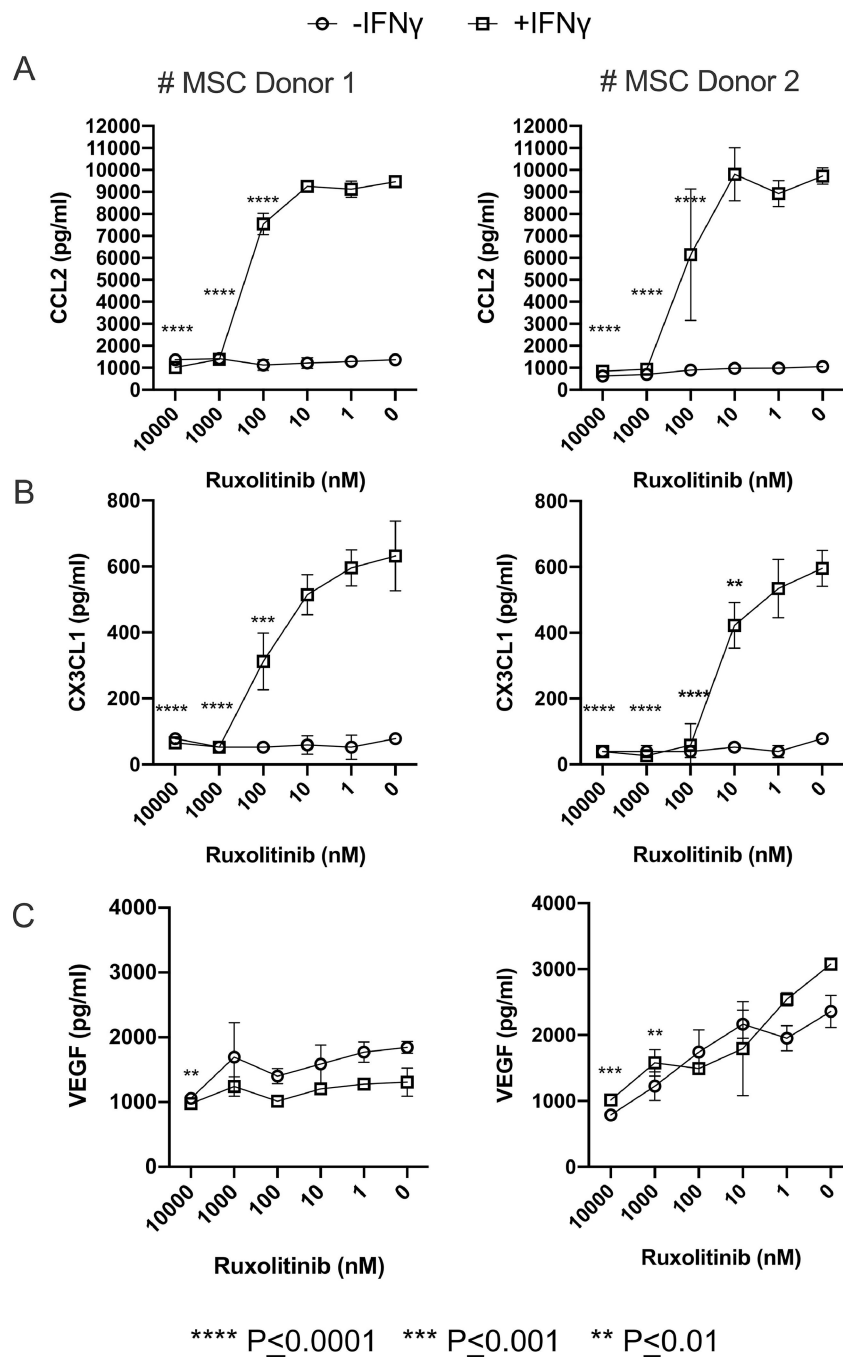 -IFNγ +IFNγ
A
# MSC Donor 1 # MSC Donor 2
12000 11000 10000 9000 8000 7000 6000 5000 4000 3000 2000 1000 0
CCL2 (pg/ml)
**** **** ****
10000 1000 100 10 1 0
Ruxolitinib (nM)
12000 11000 10000 9000 8000 7000 6000 5000 4000 3000 2000 1000 0
CCL2 (pg/ml)
**** **** ****
10000 1000 100 10 1 0
Ruxolitinib (nM)
B
800 600 400 200 0
CX3CL1 (pg/ml)
**** **** ***
10000 1000 100 10 1 0
Ruxolitinib (nM)
800 600 400 200 0
CX3CL1 (pg/ml)
**** **** **** **
10000 1000 100 10 1 0
Ruxolitinib (nM)
C
4000 3000 2000 1000 0
VEGF (pg/ml)
**
10000 1000 100 10 1 0
Ruxolitinib (nM)
4000 3000 2000 1000 0
VEGF (pg/ml)
*** **
10000 1000 100 10 1 0
Ruxolitinib (nM)
**** P≤0.0001 *** P≤0.001 ** P≤0.01